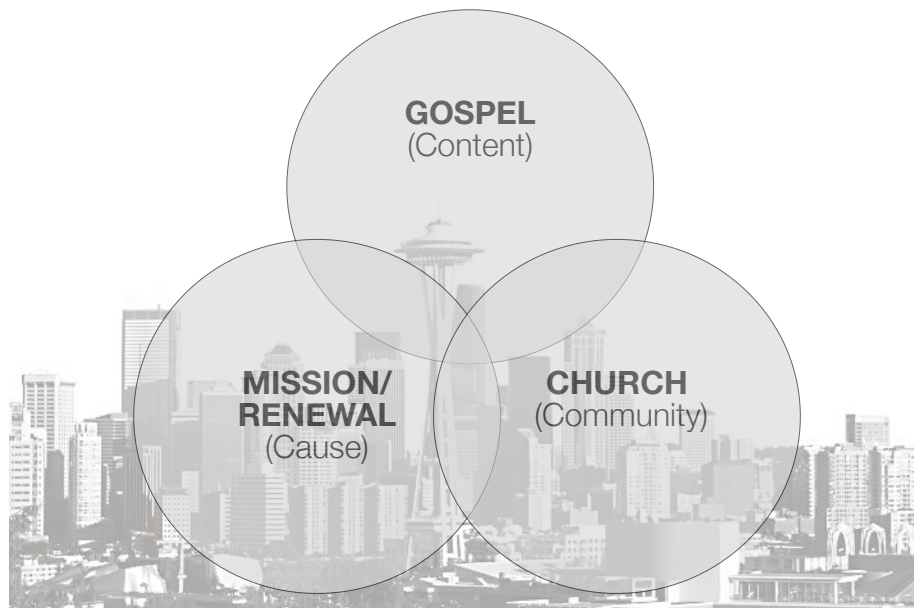 GOSPEL
(Content)
MISSION/
RENEWAL
(Cause)
CHURCH
(Community)